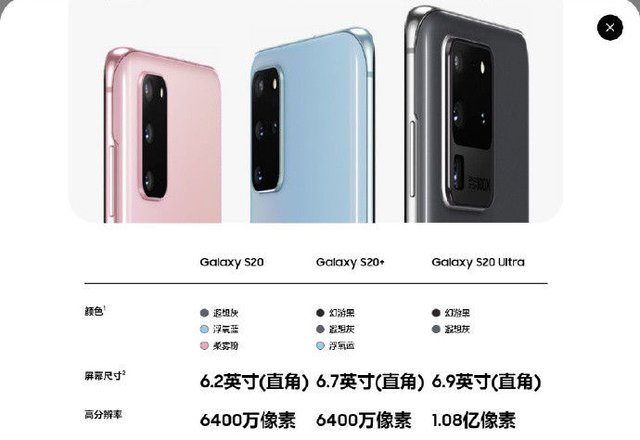 100X
Galaxy S20 Galaxy S20+ Galaxy S20 Ultra
颜色1 遐想灰 幻游黑 幻游黑
浮氧蓝 遐想灰 遐想灰
柔雾粉 浮氧蓝
屏幕尺寸2 6.2英寸(直角) 6.7英寸(直角) 6.9英寸(直角)
高分辨率 6400万像素 6400万像素 1.08亿像素